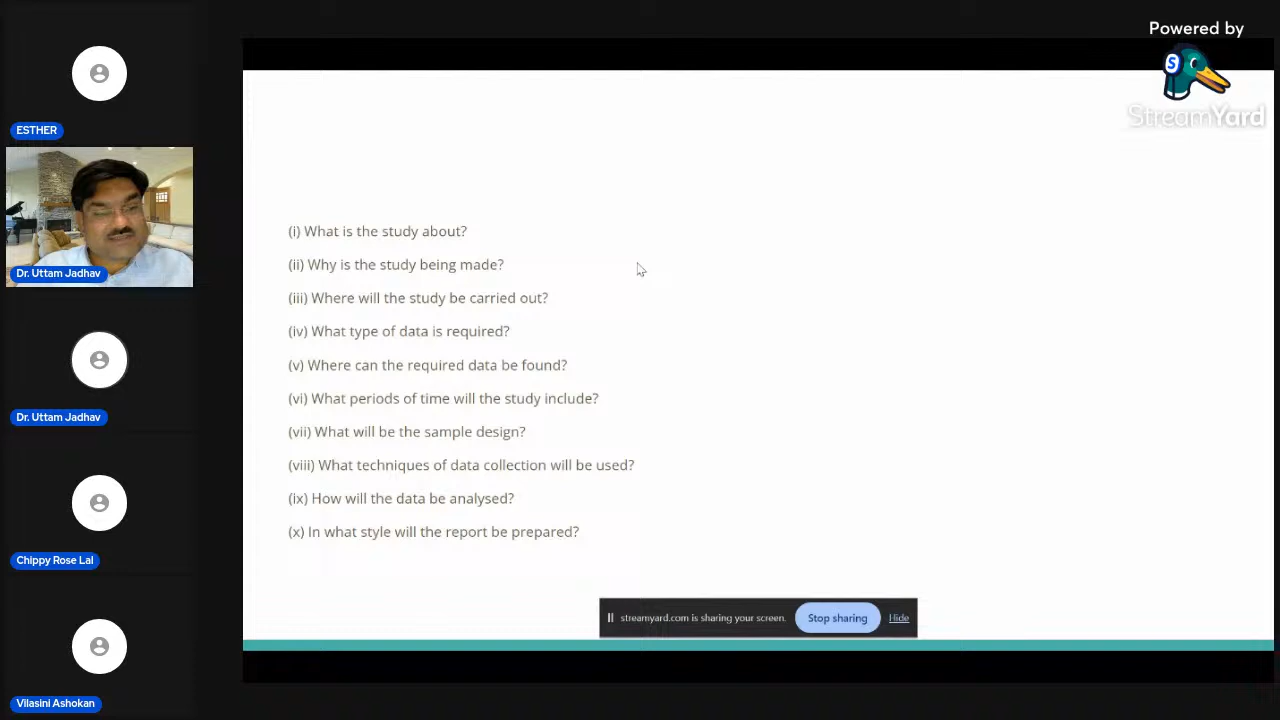 Powered by
S
StreamYard
ESTHER
Dr. Uttam Jadhav
Dr. Uttam Jadhav
Chippy Rose Lal
Vilasini Ashokan
(i) What is the study about?
(ii) Why is the study being made?
(iii) Where will the study be carried out?
(iv) What type of data is required?
(v) Where can the required data be found?
(vi) What periods of time will the study include?
(vii) What will be the sample design?
(viii) What techniques of data collection will be used?
(ix) How will the data be analysed?
(x) In what style will the report be prepared?
streamyard.com is sharing your screen. Stop sharing Hide